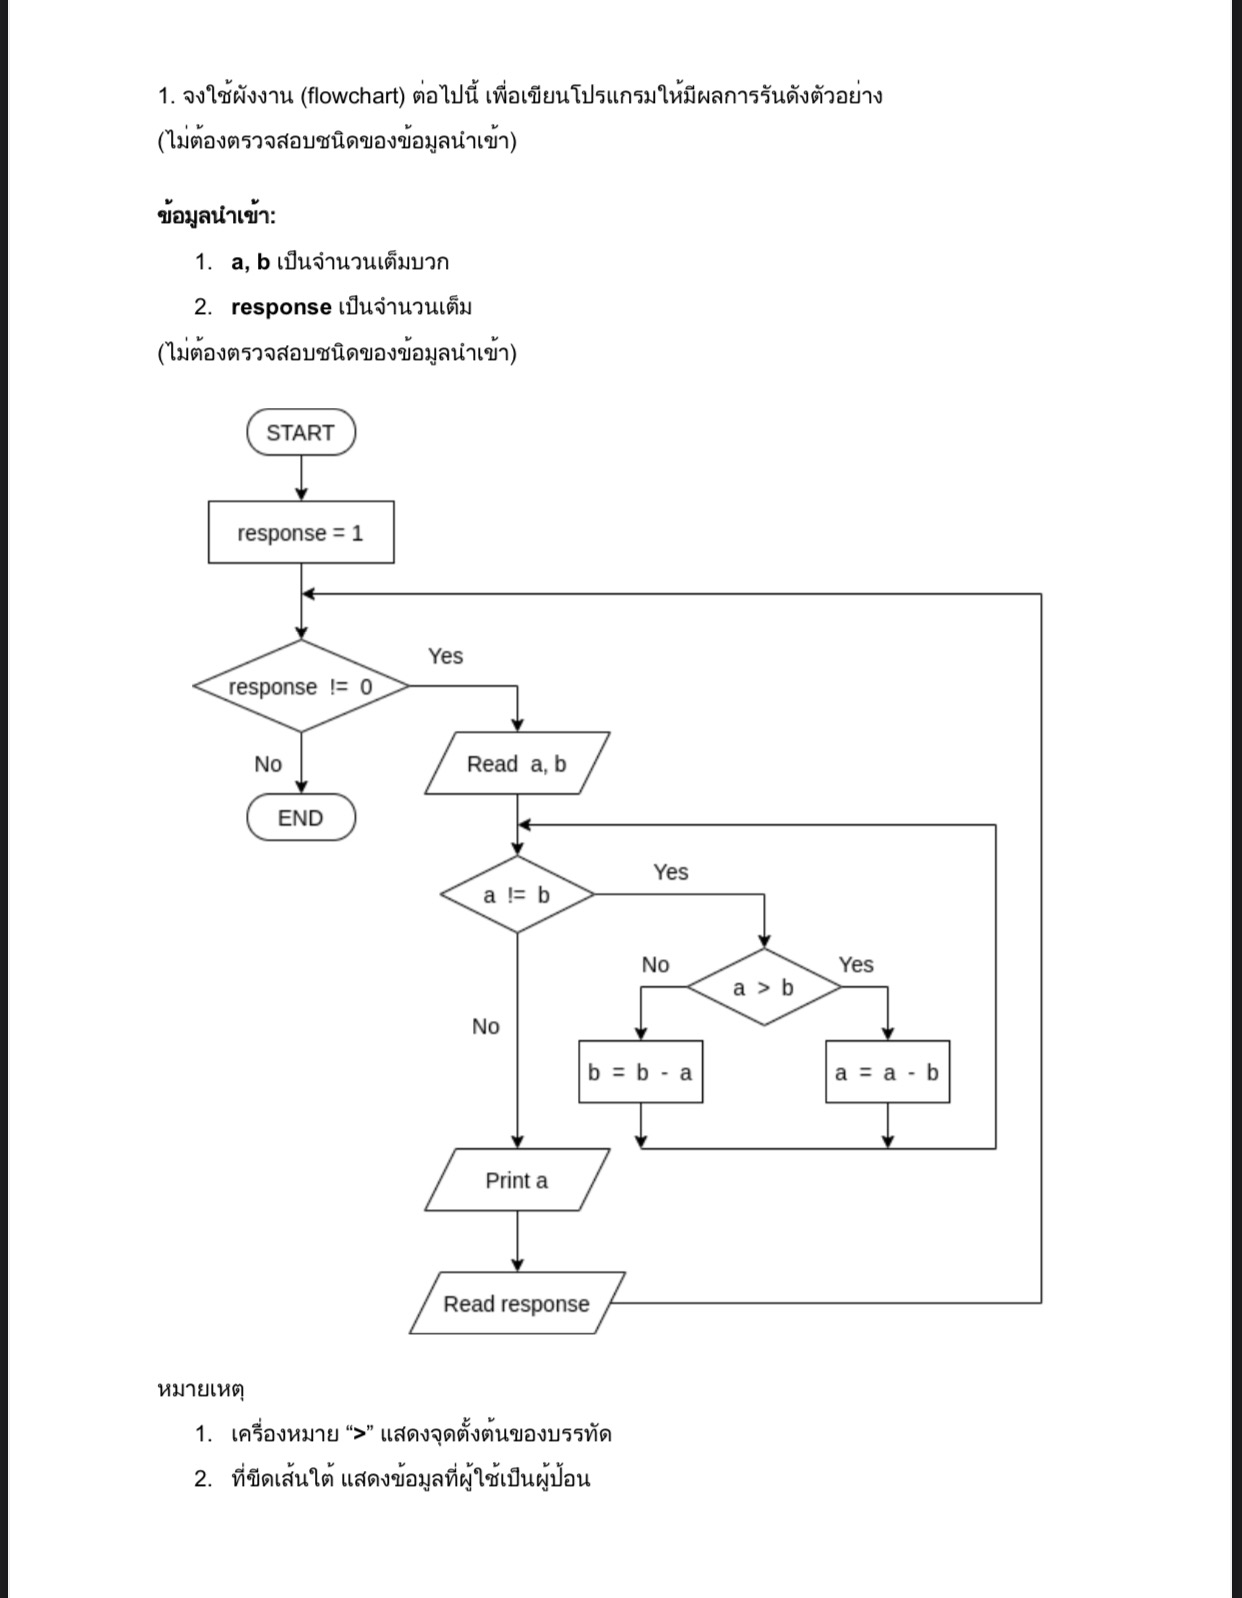 1. จงใช้ผังงาน (flowchart) ต่อไปนี้ เพื่อเขียนโปรแกรมให้มีผลการรันดังตัวอย่าง
(ไม่ต้องตรวจสอบชนิดของข้อมูลนำเข้า)
ข้อมูลนำเข้า:
1. a, b เป็นจำนวนเต็มบวก
2. response เป็นจำนวนเต็ม
(ไม่ต้องตรวจสอบชนิดของข้อมูลนำเข้า)
START
response = 1
Yes
response != 0
No
Read a, b
END
Yes
a != b
No
Yes
a > b
No
b = b - a
a = a - b
Print a
Read response
หมายเหตุ
1. เครื่องหมาย “>” แสดงจุดตั้งต้นของบรรทัด
2. ที่ขีดเส้นใต้ แสดงข้อมูลที่ผู้ใช้เป็นผู้ป้อน